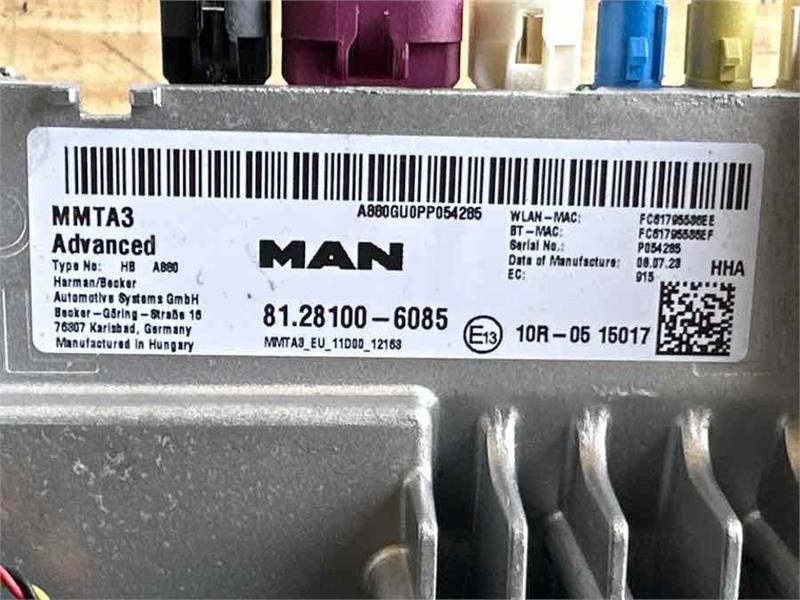 A880GU0PP054285
MMTA3
Advanced
Type No: HB A880
Harman/Becker
Automotive Systems GmbH
Becker-Göring-Straße 16
76307 Karlsbad, Germany
Manufactured in Hungary
MAN
81.28100-6085
MMTA3_EU_11D00_12163
WLAN-MAC: FC61795586EE
BT-MAC: FC61795586EF
Serial No.: P054285
Date of Manufacture: 08.07.23
EC: 915
HHA
E13
10R-05 15017